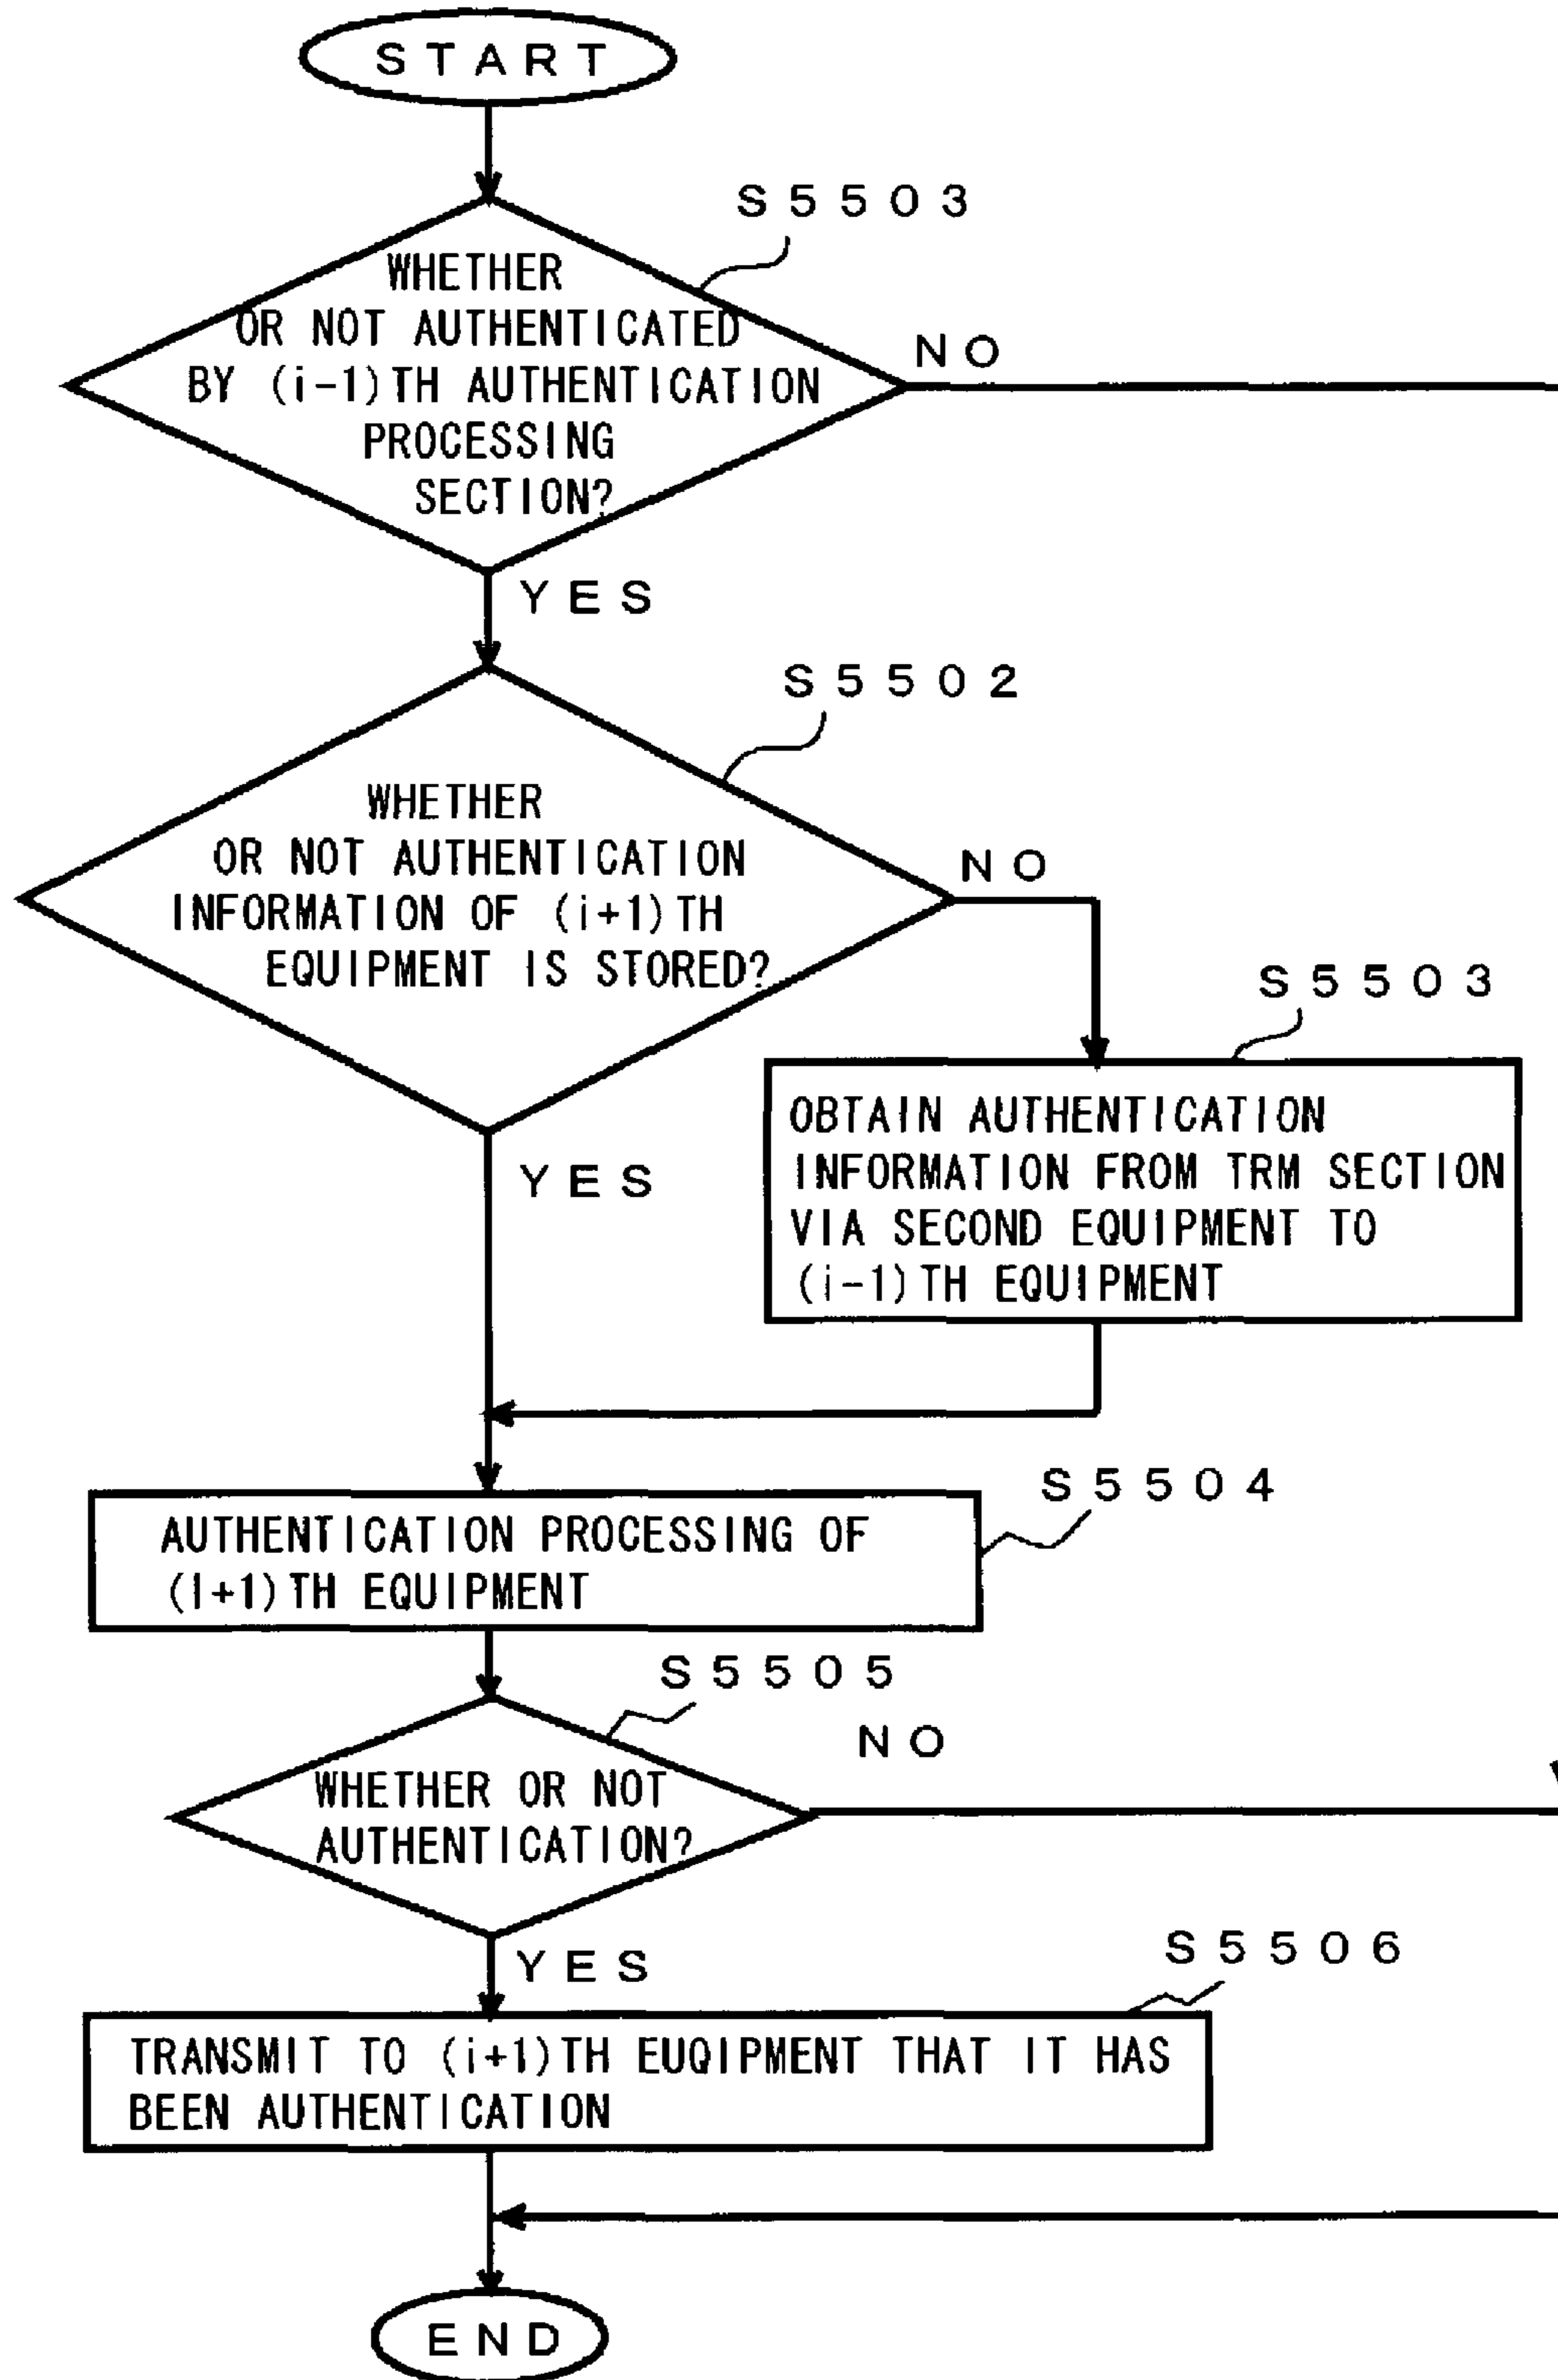 START
S5503
WHETHER
OR NOT AUTHENTICATED
BY (i-1)TH AUTHENTICATION
PROCESSING
SECTION?
NO
YES
S5502
WHETHER
OR NOT AUTHENTICATION
INFORMATION OF (i+1)TH
EQUIPMENT IS STORED?
NO
YES
S5503
OBTAIN AUTHENTICATION
INFORMATION FROM TRM SECTION
VIA SECOND EQUIPMENT TO
(i-1)TH EQUIPMENT
S5504
AUTHENTICATION PROCESSING OF
(I+1)TH EQUIPMENT
S5505
WHETHER OR NOT
AUTHENTICATION?
NO
YES
S5506
TRANSMIT TO (i+1)TH EUQIPMENT THAT IT HAS
BEEN AUTHENTICATION
END